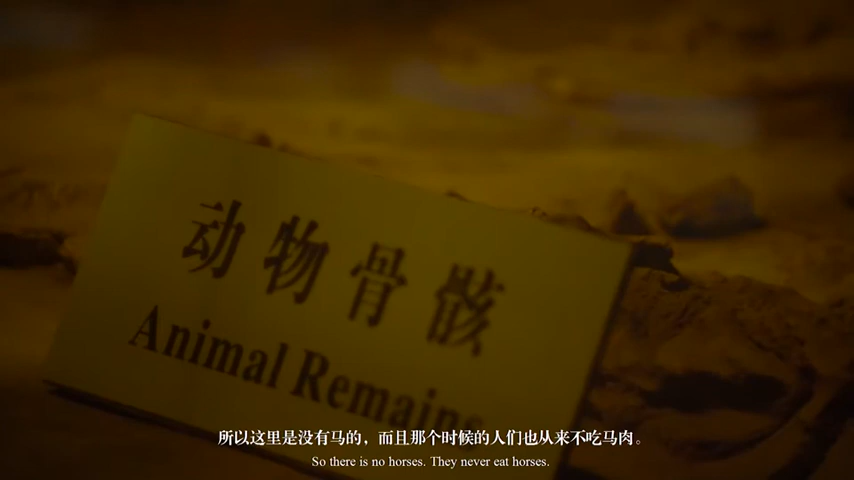 动物骨骸
Animal Remains
所以这里是没有马的，而且那个时候的人们也从来不吃马肉。
So there is no horses. They never eat horses.